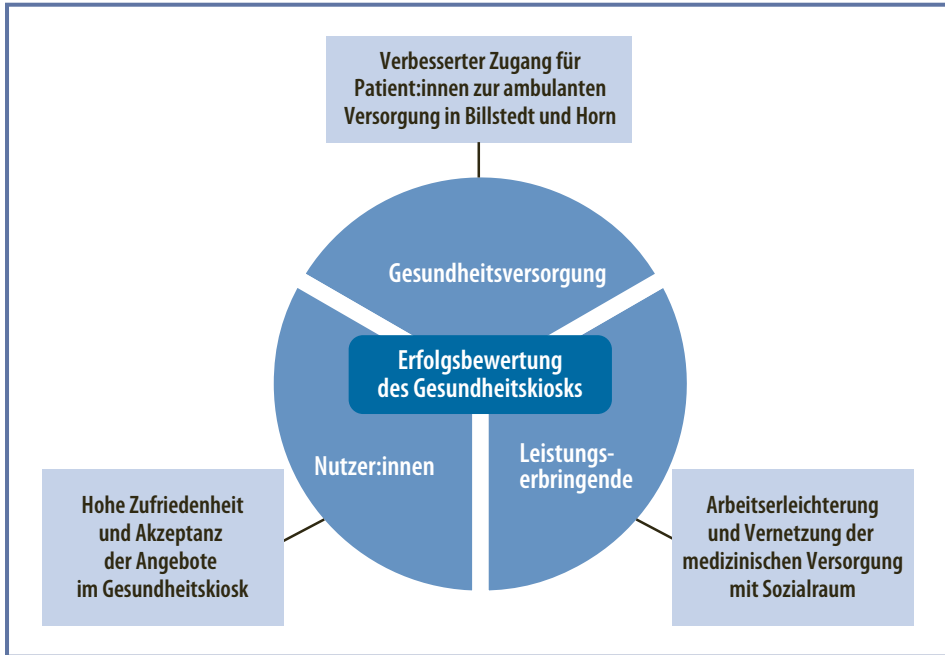 Verbesserter Zugang für
Patient:innen zur ambulanten
Versorgung in Billstedt und Horn
Gesundheitsversorgung
Erfolgsbewertung
des Gesundheitskiosks
Nutzer:innen
Leistungs-
erbringende
Hohe Zufriedenheit
und Akzeptanz
der Angebote
im Gesundheitskiosk
Arbeitserleichterung
und Vernetzung der
medizinischen Versorgung
mit Sozialraum